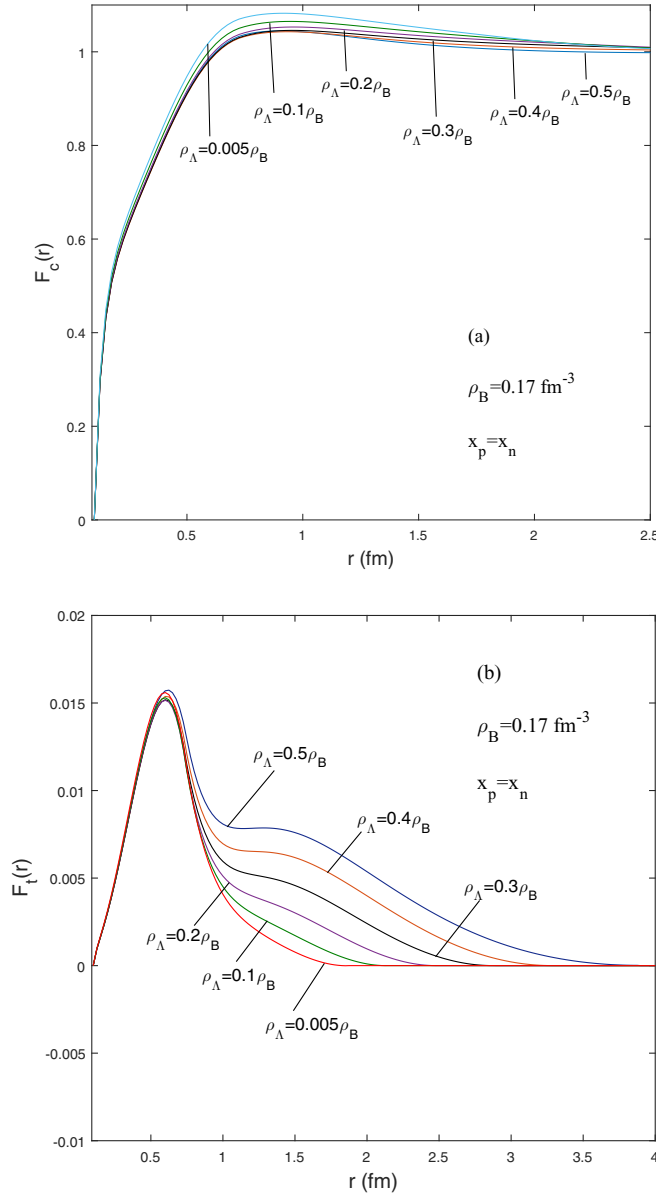 1
0.8
0.6
0.4
0.2
0
F_c(r)
ρ_Λ=0.005ρ_B
ρ_Λ=0.1ρ_B
ρ_Λ=0.2ρ_B
ρ_Λ=0.3ρ_B
ρ_Λ=0.4ρ_B
ρ_Λ=0.5ρ_B
(a)
ρ_B=0.17 fm^-3
x_p=x_n
0.5 1 1.5 2 2.5
r (fm)
0.02
0.015
0.01
0.005
0
-0.005
-0.01
F_t(r)
(b)
ρ_B=0.17 fm^-3
x_p=x_n
ρ_Λ=0.5ρ_B
ρ_Λ=0.4ρ_B
ρ_Λ=0.3ρ_B
ρ_Λ=0.2ρ_B
ρ_Λ=0.1ρ_B
ρ_Λ=0.005ρ_B
0.5 1 1.5 2 2.5 3 3.5 4
r (fm)